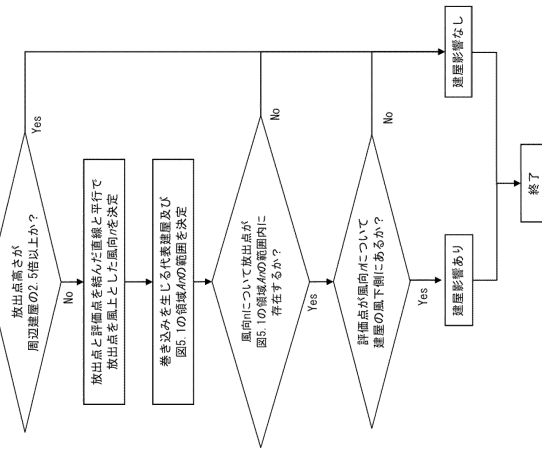 放出点高さが
周辺建屋の2.5倍以上か?
Yes
No
放出点と評価点を結んだ直線と平行で
放出点を風上とした風向nを決定
巻き込みを生じる代表建屋及び
図5.1の領域Anの範囲を決定
風向nについて放出点が
図5.1の領域Anの範囲内に
存在するか?
No
Yes
評価点が風向nについて
建屋の風下側にあるか?
No
Yes
建屋影響あり
建屋影響なし
終了